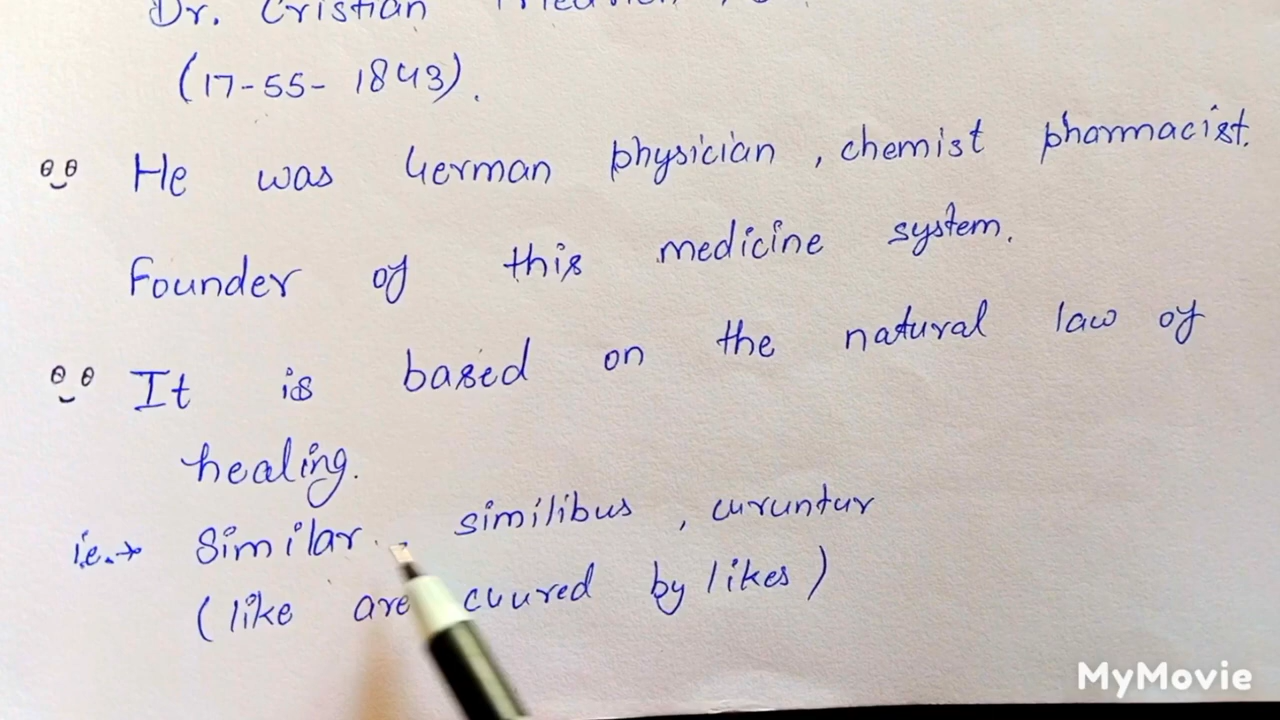 Dr. Cristian
(17-55- 1843).
He was German physician , chemist pharmacist.
Founder of this medicine system.
It is based on the natural law of
healing.
i.e.→ Similar . similibus , curuntur
( like are cuured by likes )
MyMovie